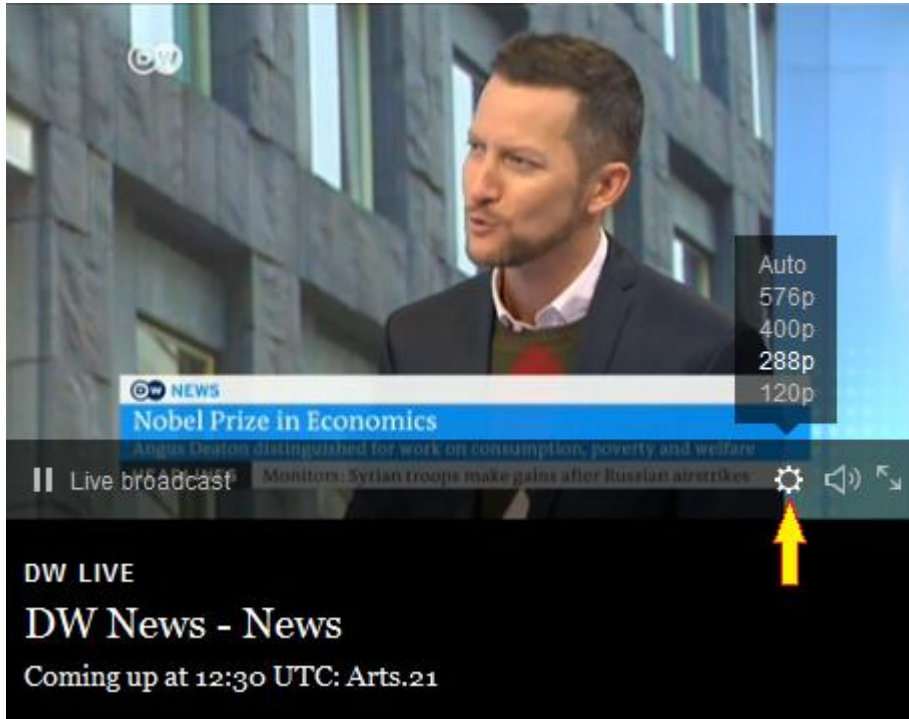 DW
Auto
576p
400p
288p
120p
DW NEWS
Nobel Prize in Economics
Angus Deaton distinguished for work on consumption, poverty and welfare
HEADLINES Monitors: Syrian troops make gains after Russian airstrikes
Live broadcast
DW LIVE
DW News - News
Coming up at 12:30 UTC: Arts.21